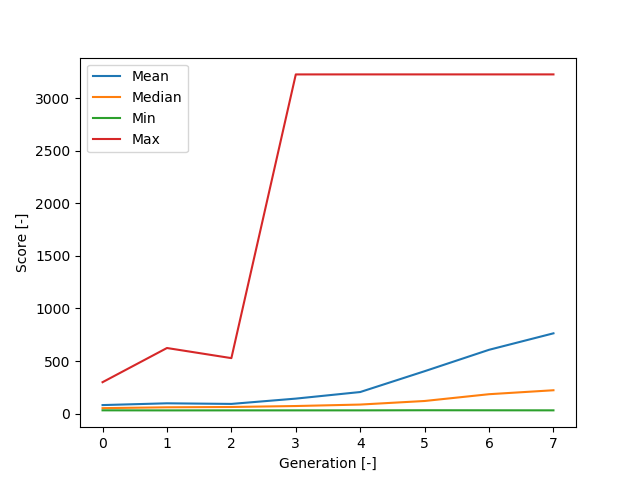 Mean
Median
Min
Max
3000
2500
2000
1500
1000
500
0
Score [-]
0 1 2 3 4 5 6 7
Generation [-]